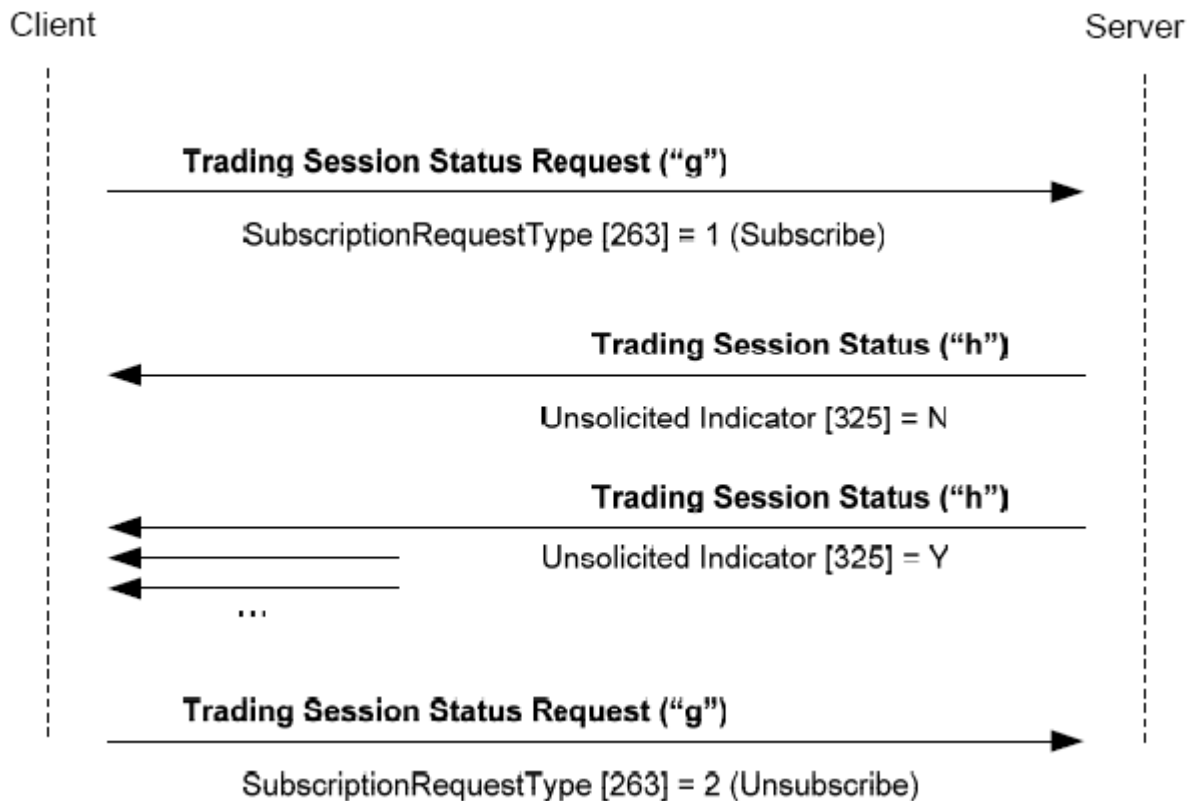 Client
Server
Trading Session Status Request (“g”)
SubscriptionRequestType [263] = 1 (Subscribe)
Trading Session Status (“h”)
Unsolicited Indicator [325] = N
Trading Session Status (“h”)
Unsolicited Indicator [325] = Y
...
Trading Session Status Request (“g”)
SubscriptionRequestType [263] = 2 (Unsubscribe)